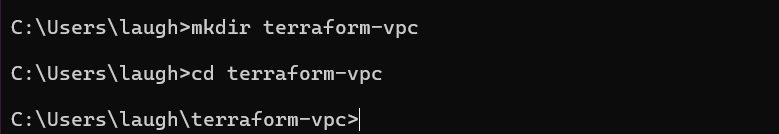 C:\Users\laugh>mkdir terraform-vpc
C:\Users\laugh>cd terraform-vpc
C:\Users\laugh\terraform-vpc>